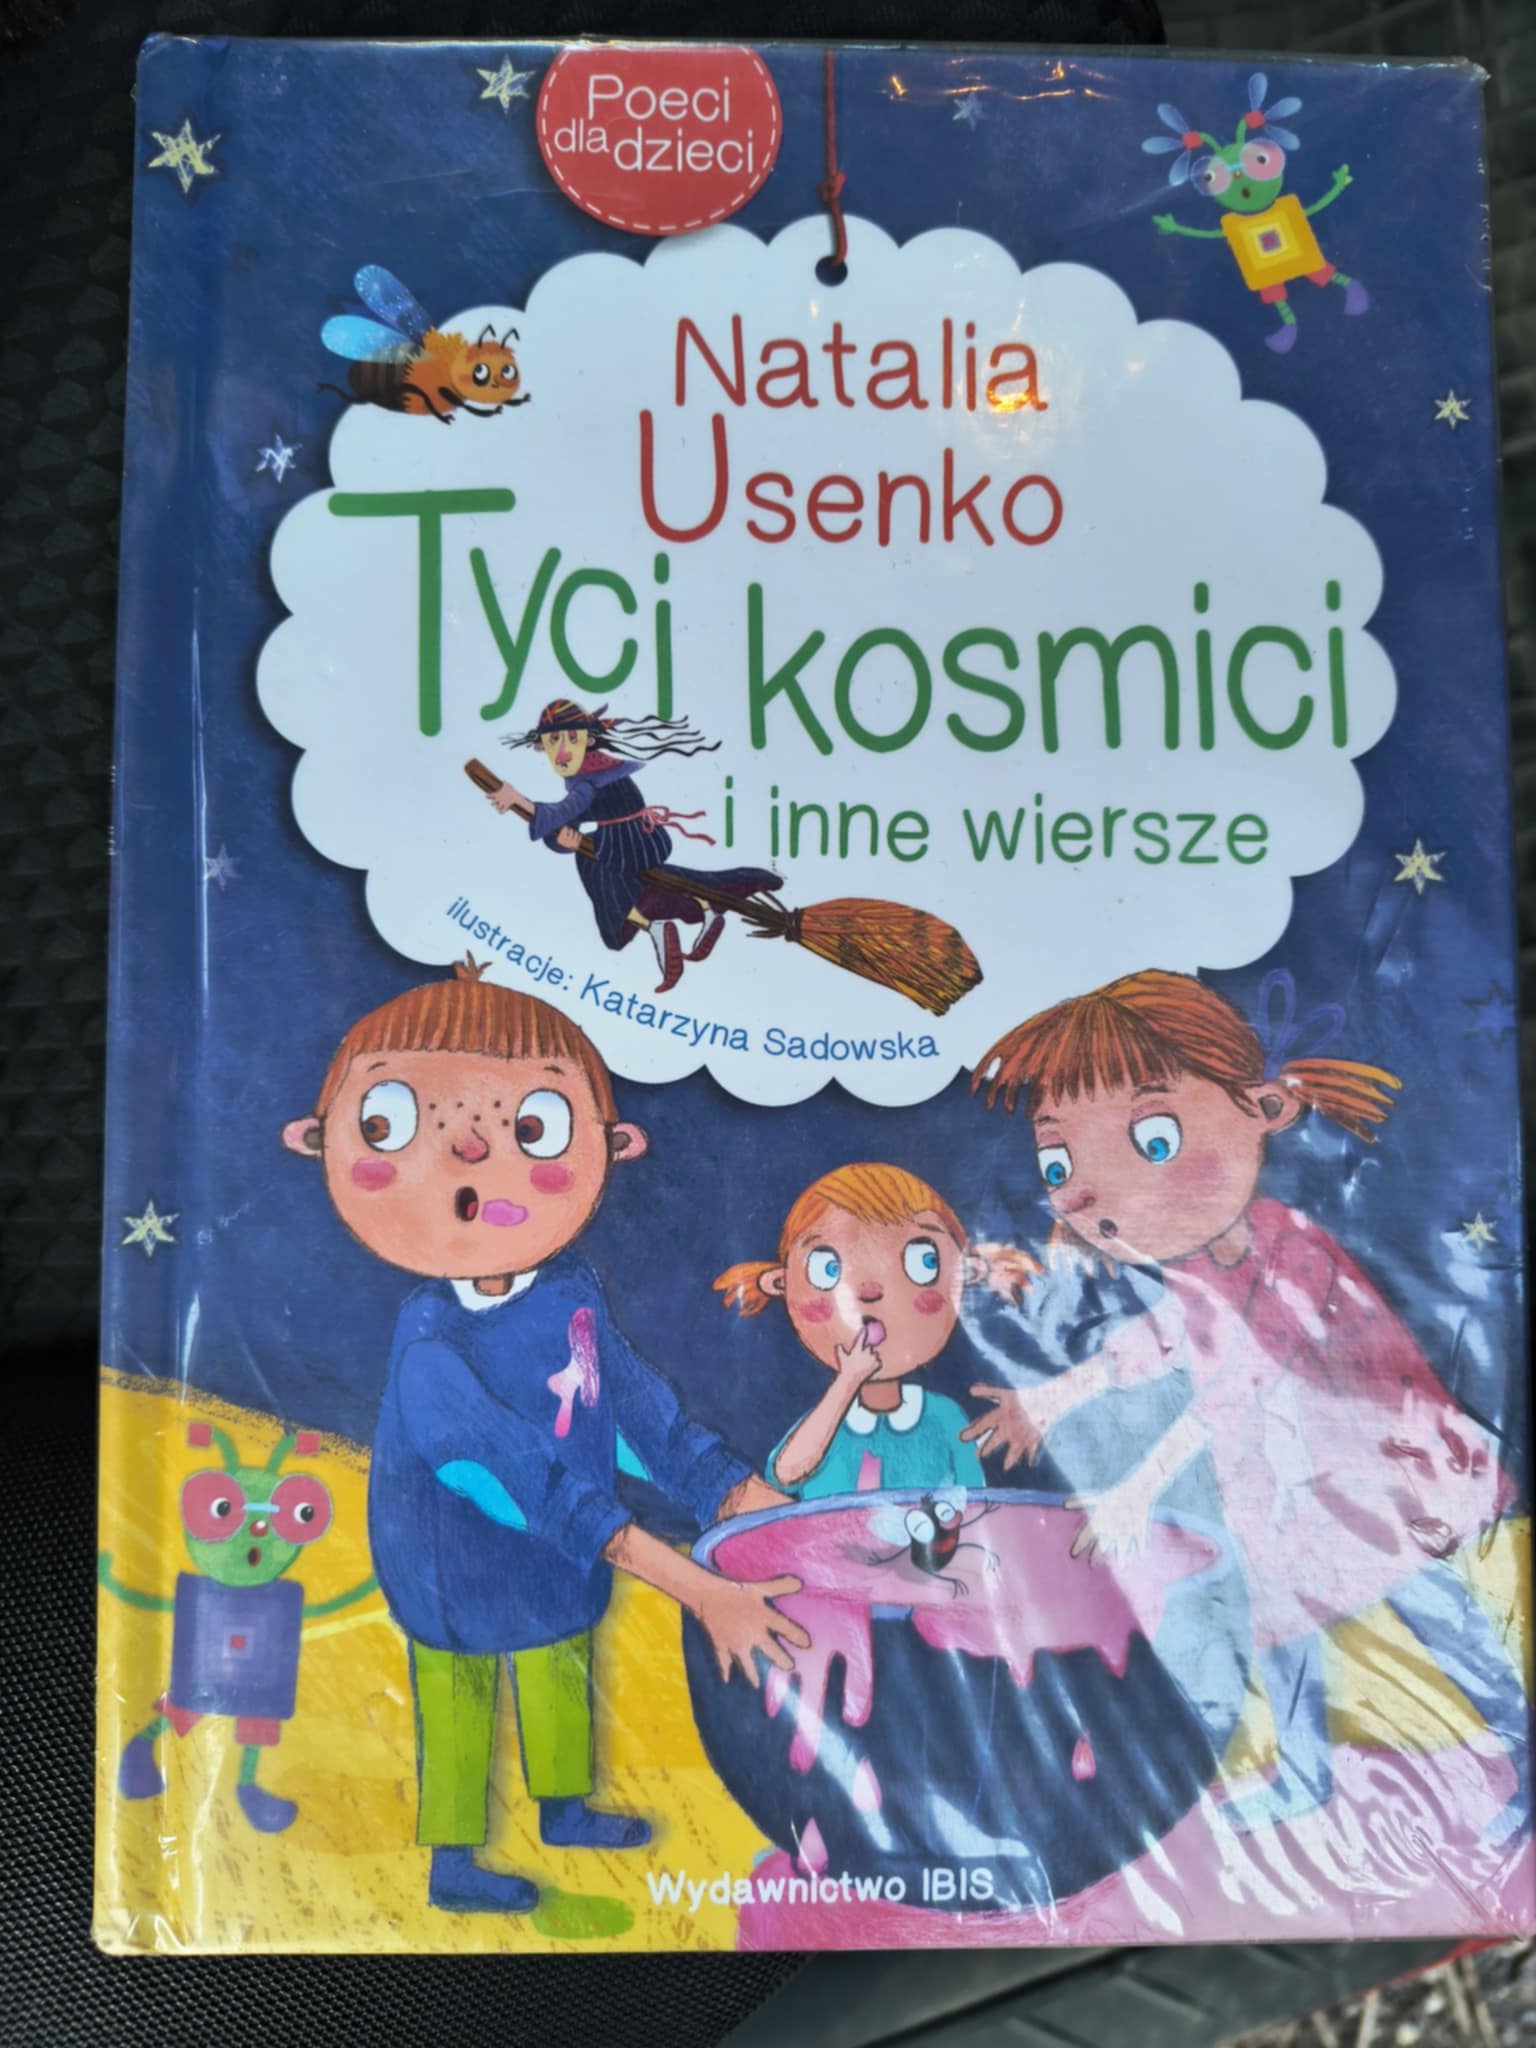 Poeci
dla dzieci
Natalia
Usenko
Tyci kosmici
i inne wiersze
ilustracje: Katarzyna Sadowska
Wydawnictwo IBIS